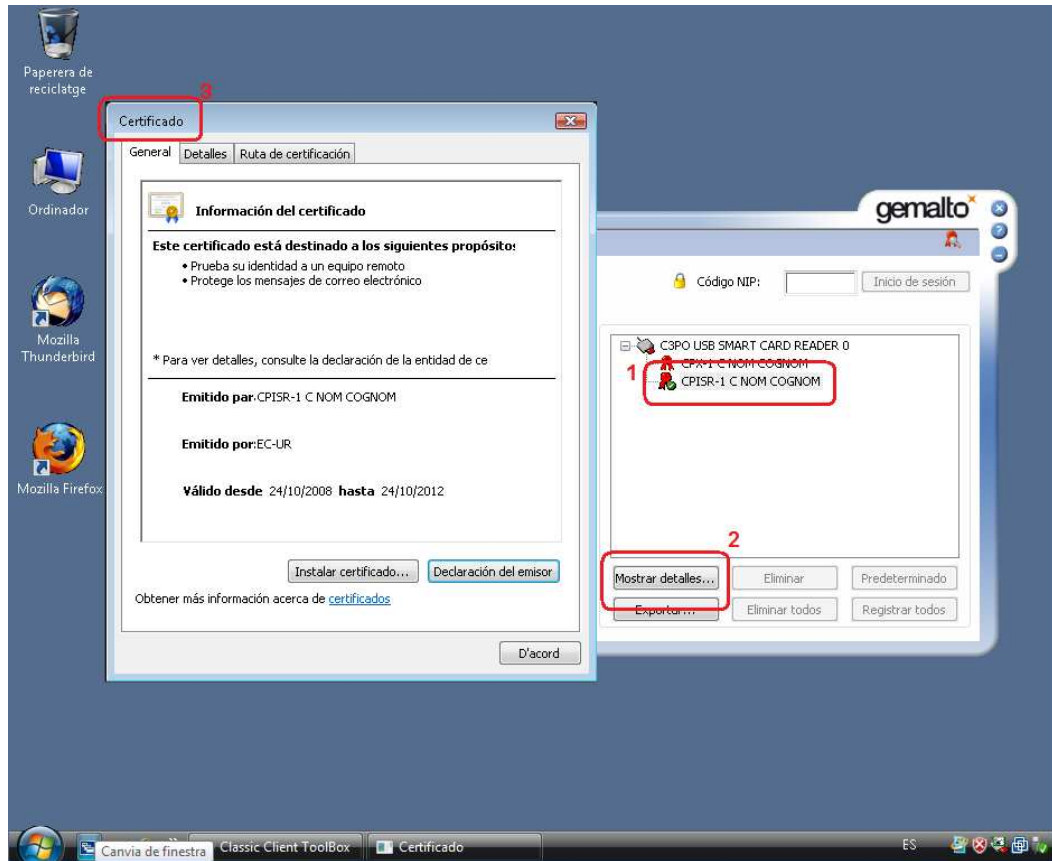 Paperera de
reciclatge
Ordinador
Mozilla
Thunderbird
Mozilla Firefox
3
Certificado
General Detalles Ruta de certificación
Información del certificado
Este certificado está destinado a los siguientes propósitos:
• Prueba su identidad a un equipo remoto
• Protege los mensajes de correo electrónico
* Para ver detalles, consulte la declaración de la entidad de ce
Emitido par CPISR-1 C NOM COGNOM
Emitido por: EC-UR
Válido desde 24/10/2008 hasta 24/10/2012
Instalar certificado... Declaración del emisor
Obtener más información acerca de certificados
D'acord
gemalto
Código NIP: Inicio de sesión
C3PO USB SMART CARD READER 0
CPX-1 C NOM COGNOM
1
CPISR-1 C NOM COGNOM
2
Mostrar detalles... Eliminar Predeterminado
Exportar... Eliminar todos Registrar todos
Canvia de finestra
Classic Client ToolBox
Certificado
ES